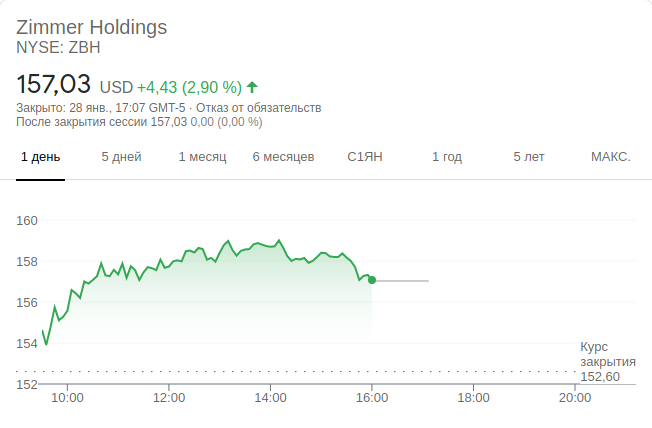 Zimmer Holdings
NYSE: ZBH
157,03 USD +4,43 (2,90 %)
Закрыто: 28 янв., 17:07 GMT-5 · Отказ от обязательств
После закрытия сессии 157,03 0,00 (0,00 %)
1 день 5 дней 1 месяц 6 месяцев С1ЯН 1 год 5 лет МАКС.
160
158
156
154
152
Курс
закрытия
152,60
10:00 12:00 14:00 16:00 18:00 20:00